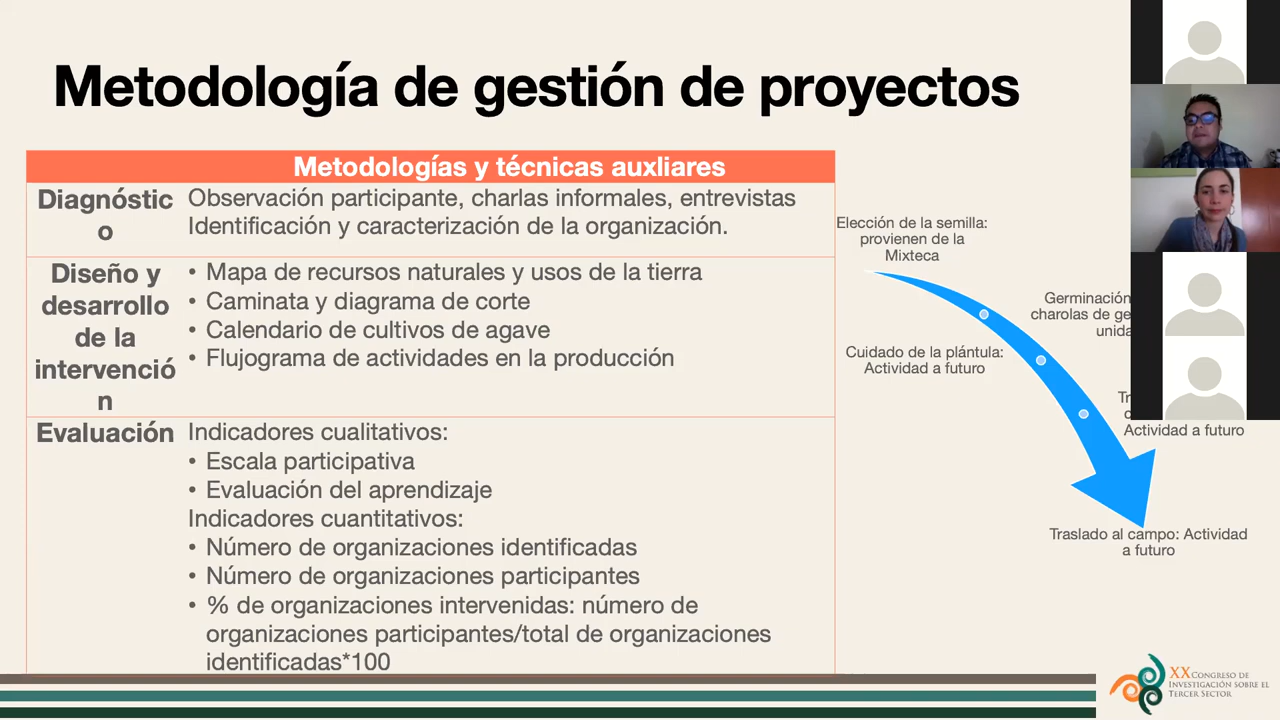 Metodología de gestión de proyectos
Metodologías y técnicas auxliares
Diagnóstic
o
Observación participante, charlas informales, entrevistas
Identificación y caracterización de la organización.
Diseño y
desarrollo
de la
intervenció
n
• Mapa de recursos naturales y usos de la tierra
• Caminata y diagrama de corte
• Calendario de cultivos de agave
• Flujograma de actividades en la producción
Evaluación
Indicadores cualitativos:
• Escala participativa
• Evaluación del aprendizaje
Indicadores cuantitativos:
• Número de organizaciones identificadas
• Número de organizaciones participantes
• % de organizaciones intervenidas: número de
organizaciones participantes/total de organizaciones
identificadas*100
Elección de la semilla:
provienen de la
Mixteca
Germinación
charolas de
Cuidado de la plántula:
Actividad a futuro
Actividad a futuro
Traslado al campo: Actividad
a futuro
XX Congreso de
Investigación sobre el
Tercer Sector